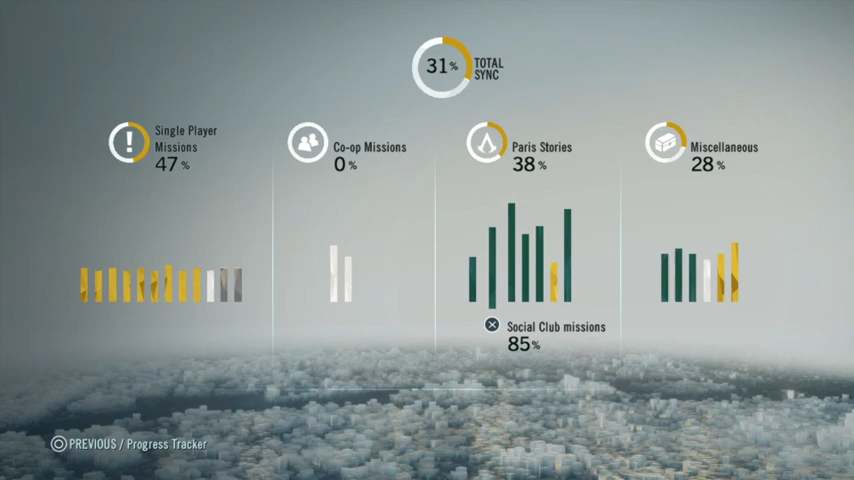 31%
TOTAL
SYNC
Single Player
Missions
47%
Co-op Missions
0%
Paris Stories
38%
Miscellaneous
28%
Social Club missions
85%
PREVIOUS / Progress Tracker